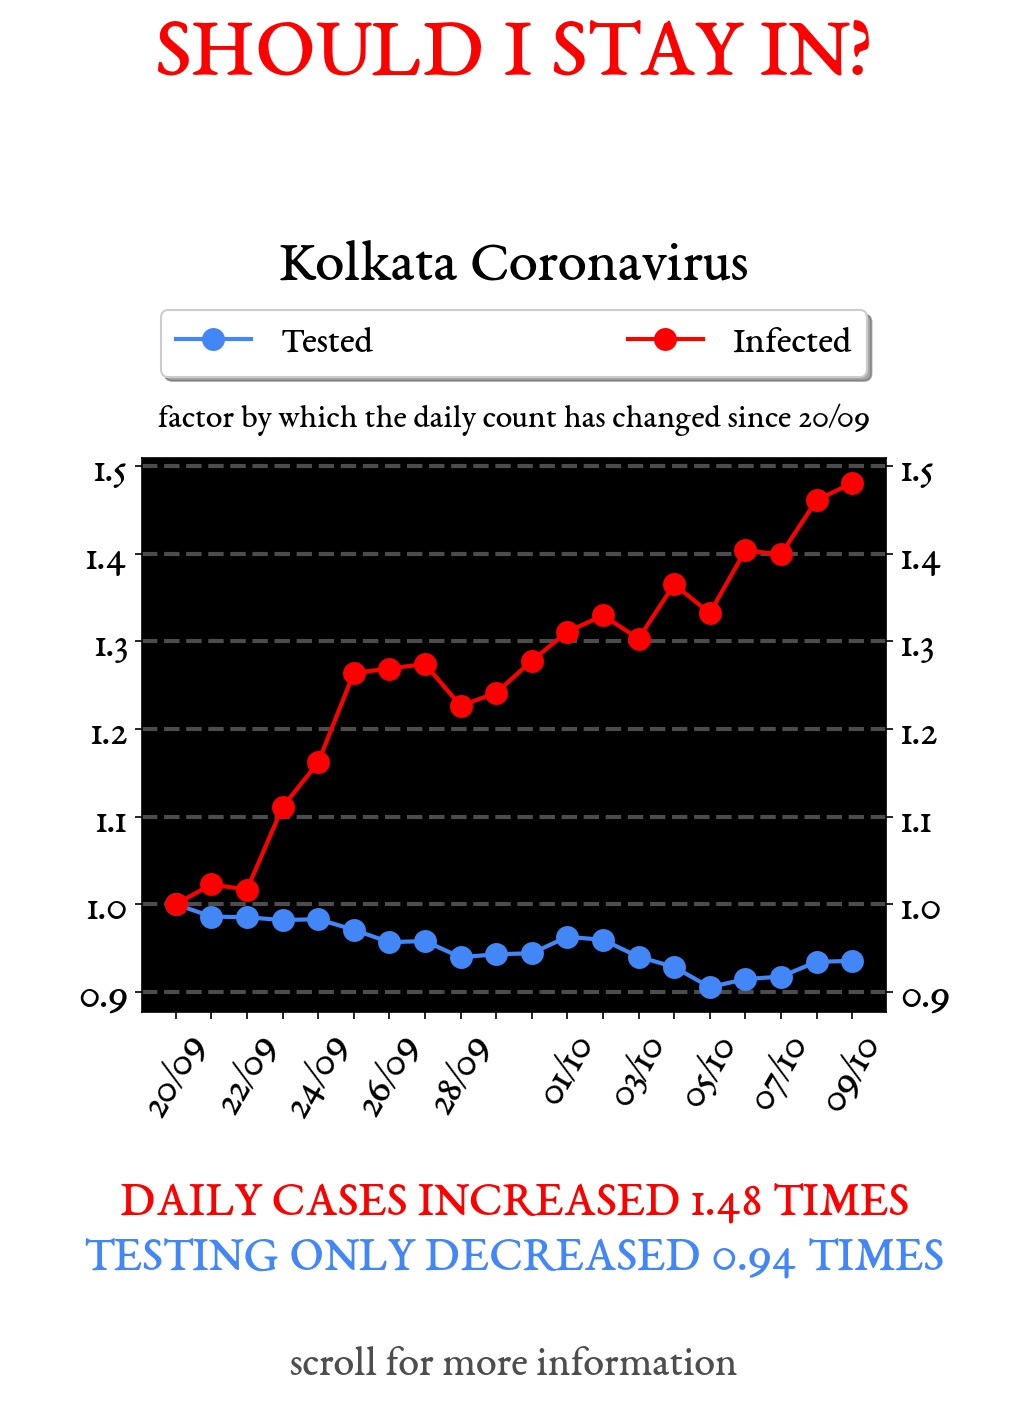 SHOULD I STAY IN?
Kolkata Coronavirus
Tested Infected
factor by which the daily count has changed since 20/09
1.5 1.5
1.4 1.4
1.3 1.3
1.2 1.2
1.1 1.1
1.0 1.0
0.9 0.9
20/09 22/09 24/09 26/09 28/09 01/10 03/10 05/10 07/10 09/10
DAILY CASES INCREASED 1.48 TIMES
TESTING ONLY DECREASED 0.94 TIMES
scroll for more information